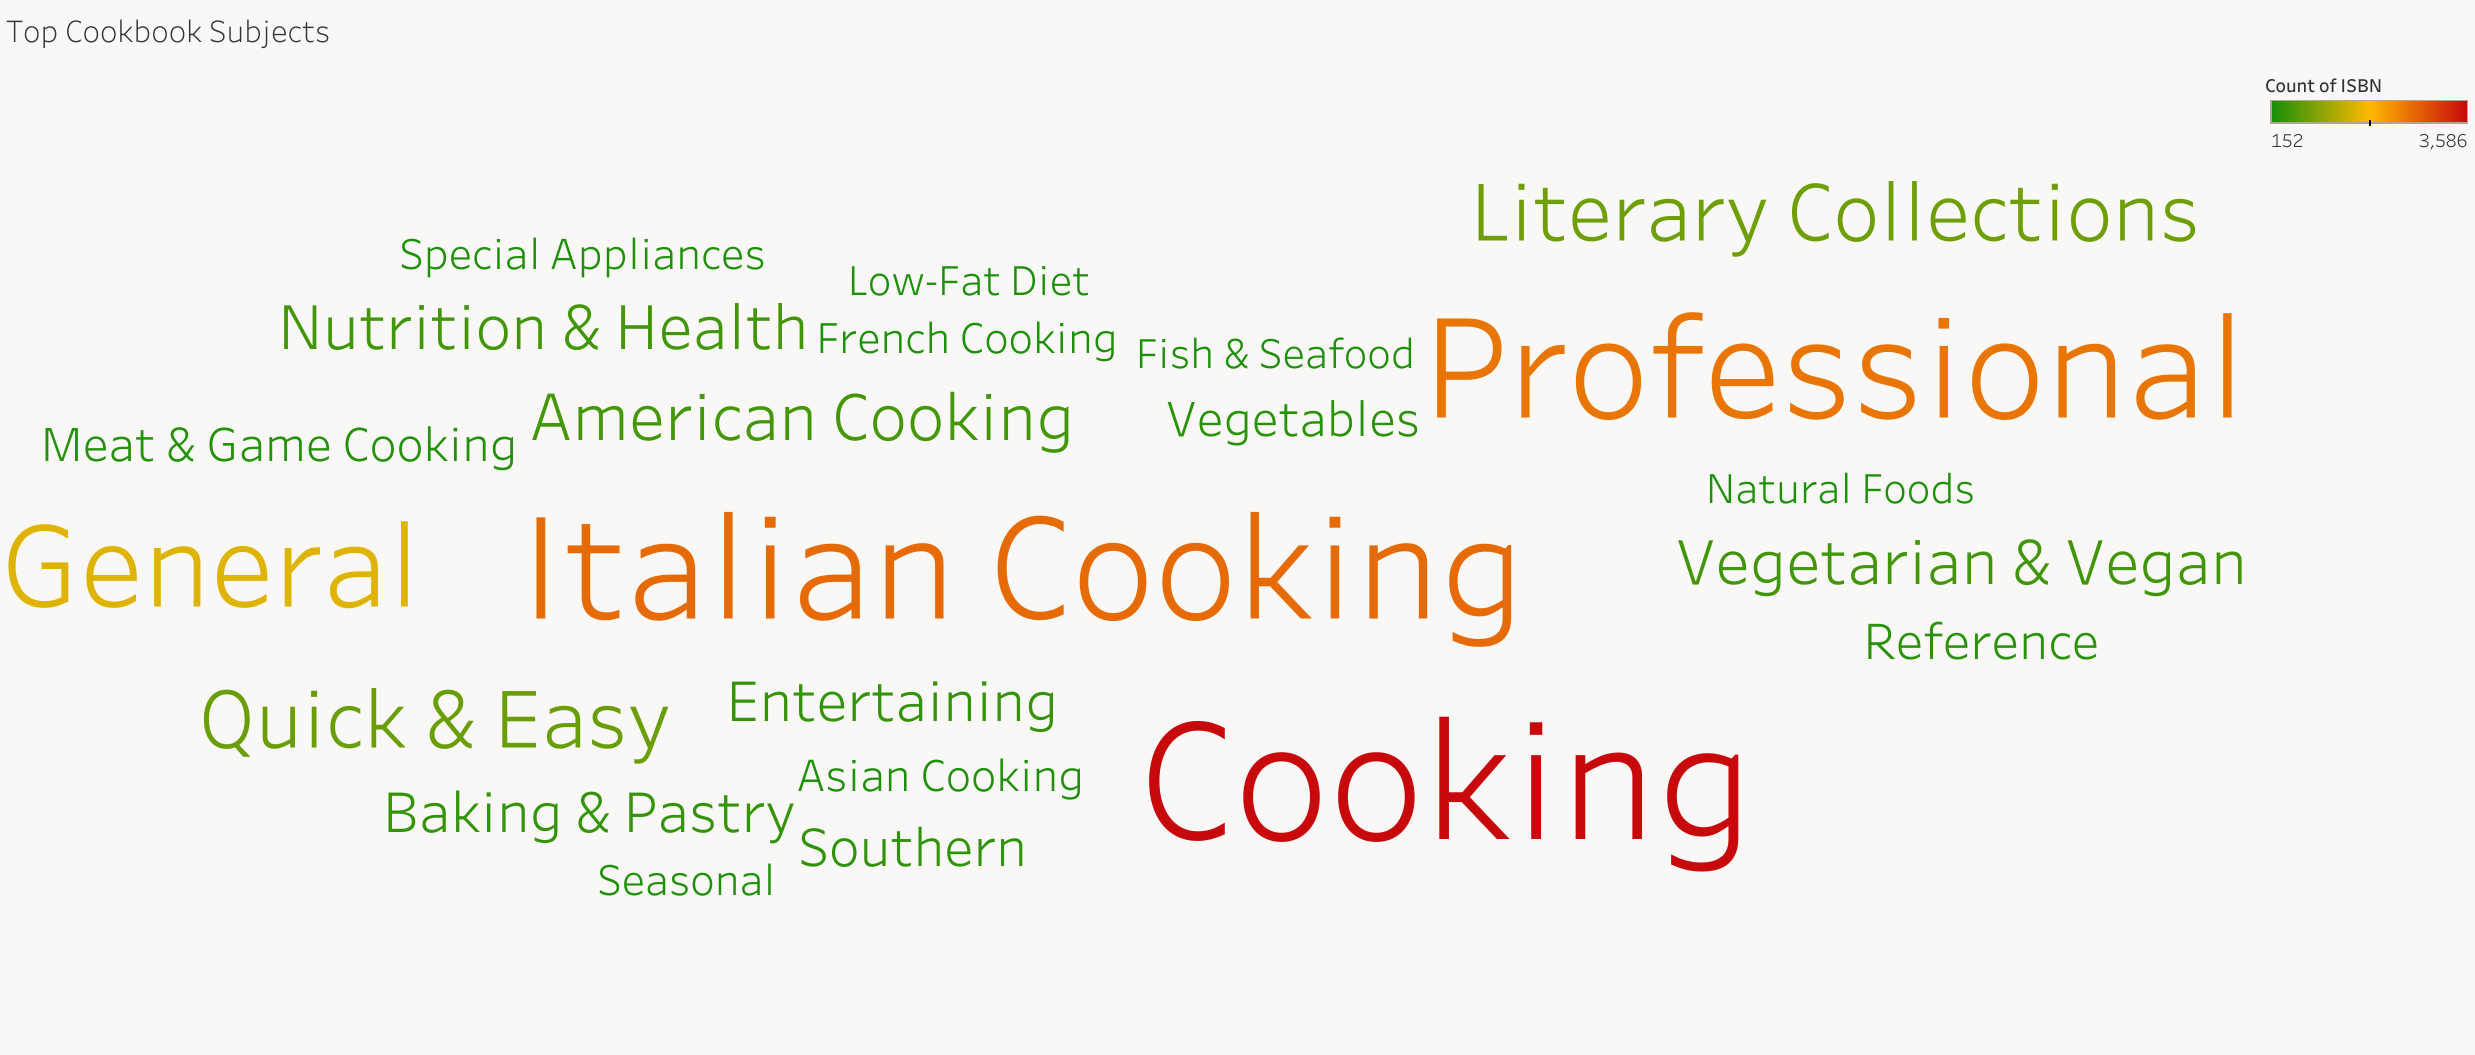 Top Cookbook Subjects
Count of ISBN
152 3,586
Literary Collections
Special Appliances
Low-Fat Diet
Nutrition & Health
French Cooking
Fish & Seafood
Professional
American Cooking
Vegetables
Meat & Game Cooking
Natural Foods
General
Italian Cooking
Vegetarian & Vegan
Reference
Quick & Easy
Entertaining
Asian Cooking
Cooking
Baking & Pastry
Southern
Seasonal